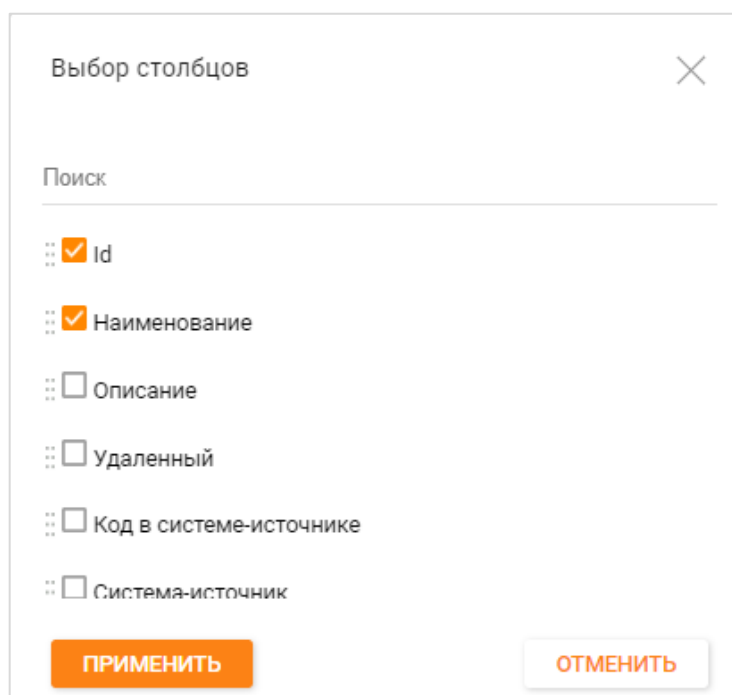 Выбор столбцов
Поиск
Id
Наименование
Описание
Удаленный
Код в системе-источнике
Система-источник
ПРИМЕНИТЬ ОТМЕНИТЬ